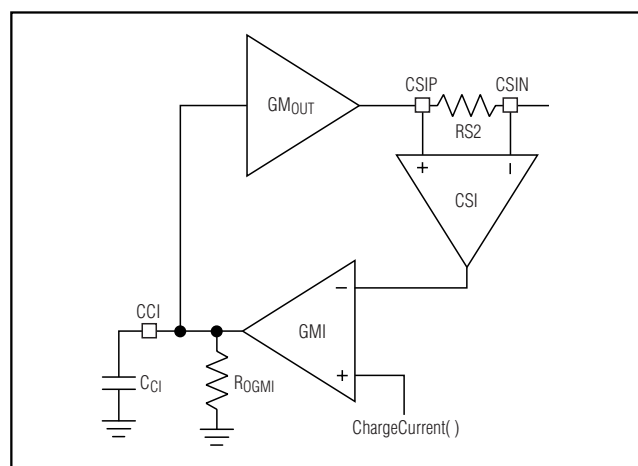 CSIP
CSIN
GMOUT
RS2
+
−
CSI
CCI
−
GMI
+
CCI
ROGMI
ChargeCurrent( )